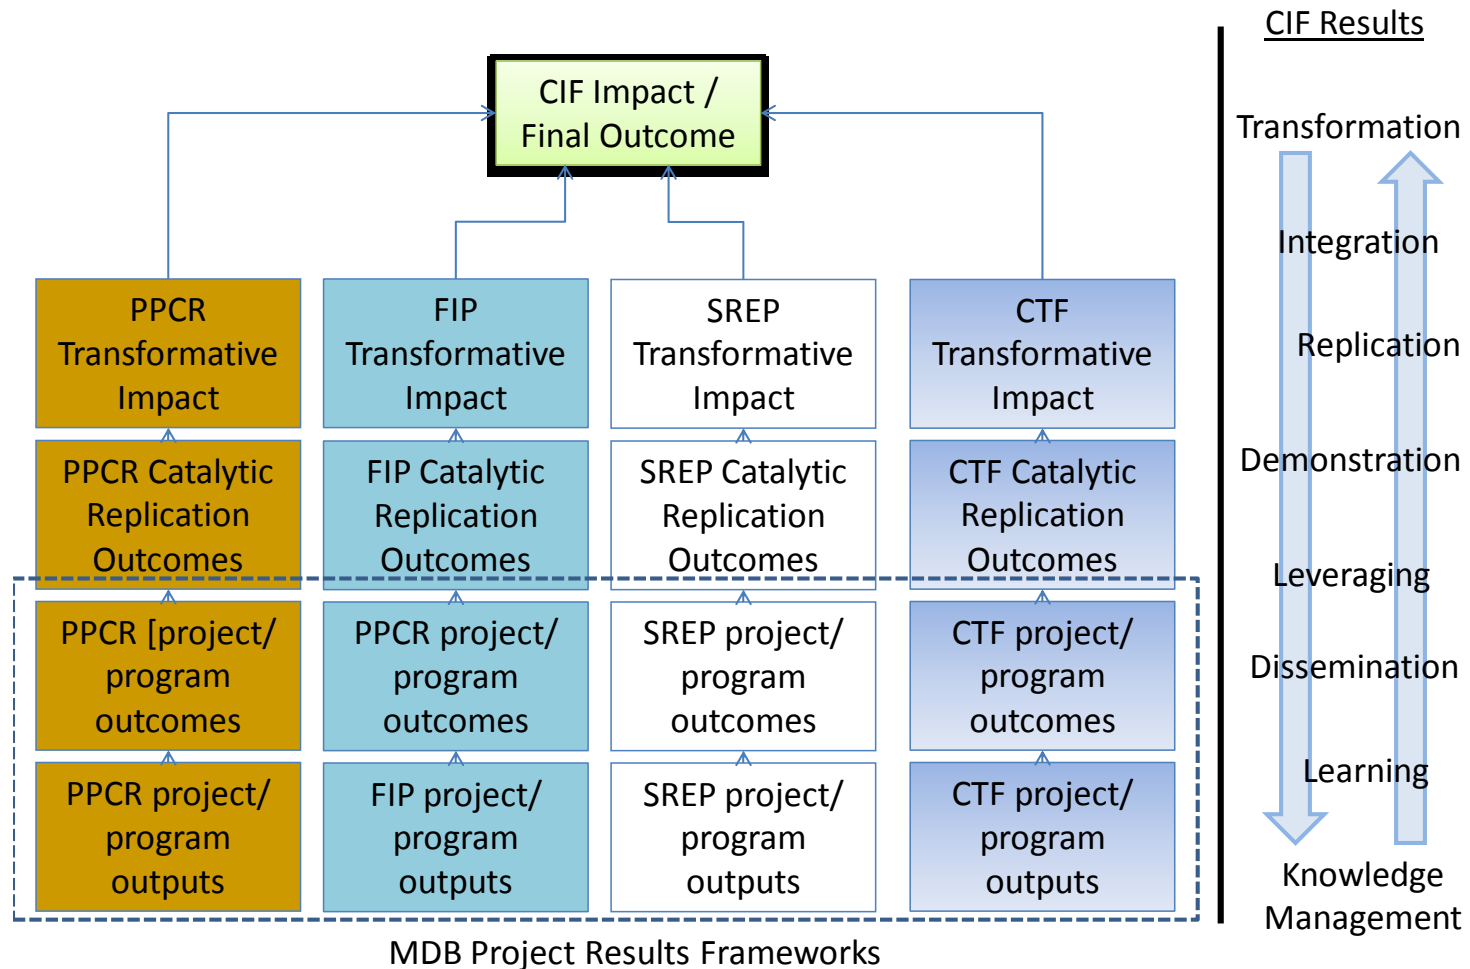 CIF Results
CIF Impact /
Final Outcome
Transformation
Integration
Replication
Demonstration
Leveraging
Dissemination
Learning
Knowledge
Management
PPCR
Transformative
Impact
FIP
Transformative
Impact
SREP
Transformative
Impact
CTF
Transformative
Impact
PPCR Catalytic
Replication
Outcomes
FIP Catalytic
Replication
Outcomes
SREP Catalytic
Replication
Outcomes
CTF Catalytic
Replication
Outcomes
PPCR [project/
program
outcomes
PPCR project/
program
outcomes
SREP project/
program
outcomes
CTF project/
program
outcomes
PPCR project/
program
outputs
FIP project/
program
outputs
SREP project/
program
outputs
CTF project/
program
outputs
MDB Project Results Frameworks